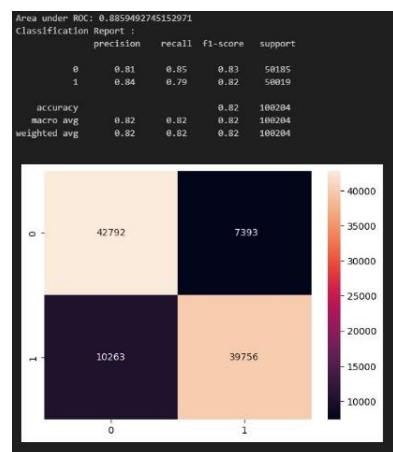 Area under ROC: 0.8859492745152971
Classification Report :
precision recall f1-score support
0 0.81 0.85 0.83 50185
1 0.84 0.79 0.82 50019
accuracy 0.82 100204
macro avg 0.82 0.82 0.82 100204
weighted avg 0.82 0.82 0.82 100204
40000
0 42792 7393
35000
30000
25000
20000
1 10263 39756
15000
10000
0 1